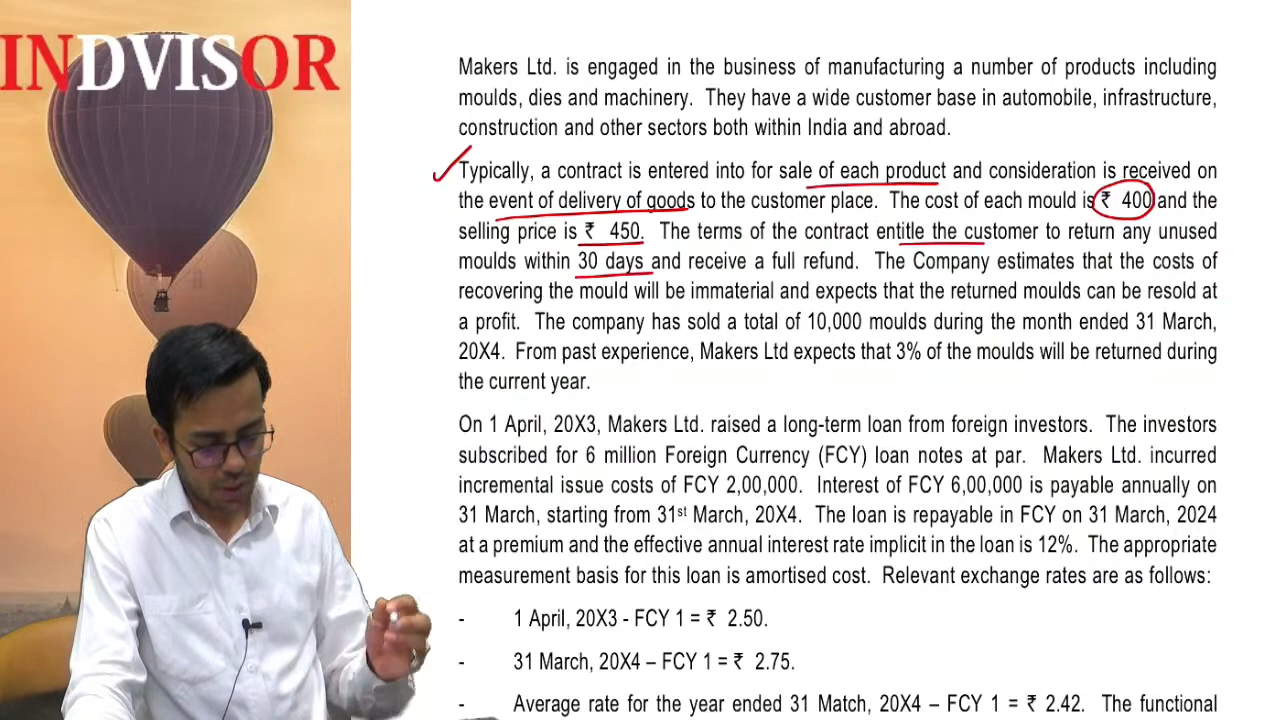 INDVISOR
Makers Ltd. is engaged in the business of manufacturing a number of products including
moulds, dies and machinery. They have a wide customer base in automobile, infrastructure,
construction and other sectors both within India and abroad.
Typically, a contract is entered into for sale of each product and consideration is received on
the event of delivery of goods to the customer place. The cost of each mould is ₹ 400 and the
selling price is ₹ 450. The terms of the contract entitle the customer to return any unused
moulds within 30 days and receive a full refund. The Company estimates that the costs of
recovering the mould will be immaterial and expects that the returned moulds can be resold at
a profit. The company has sold a total of 10,000 moulds during the month ended 31 March,
20X4. From past experience, Makers Ltd expects that 3% of the moulds will be returned during
the current year.
On 1 April, 20X3, Makers Ltd. raised a long-term loan from foreign investors. The investors
subscribed for 6 million Foreign Currency (FCY) loan notes at par. Makers Ltd. incurred
incremental issue costs of FCY 2,00,000. Interest of FCY 6,00,000 is payable annually on
31 March, starting from 31st March, 20X4. The loan is repayable in FCY on 31 March, 2024
at a premium and the effective annual interest rate implicit in the loan is 12%. The appropriate
measurement basis for this loan is amortised cost. Relevant exchange rates are as follows:
- 1 April, 20X3 - FCY 1 = ₹ 2.50.
- 31 March, 20X4 – FCY 1 = ₹ 2.75.
- Average rate for the year ended 31 Match, 20X4 – FCY 1 = ₹ 2.42. The functional